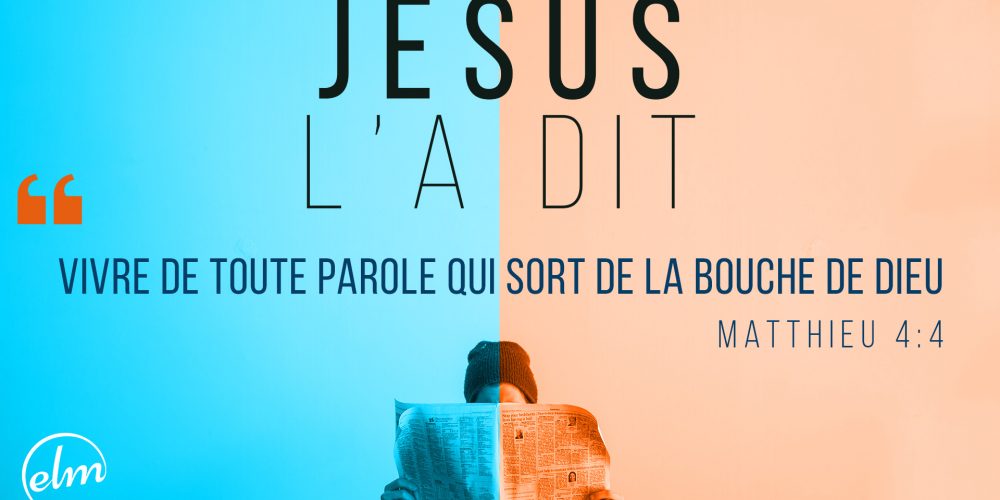 JESUS
L'A DIT
“
VIVRE DE TOUTE PAROLE QUI SORT DE LA BOUCHE DE DIEU
MATTHIEU 4:4
elm